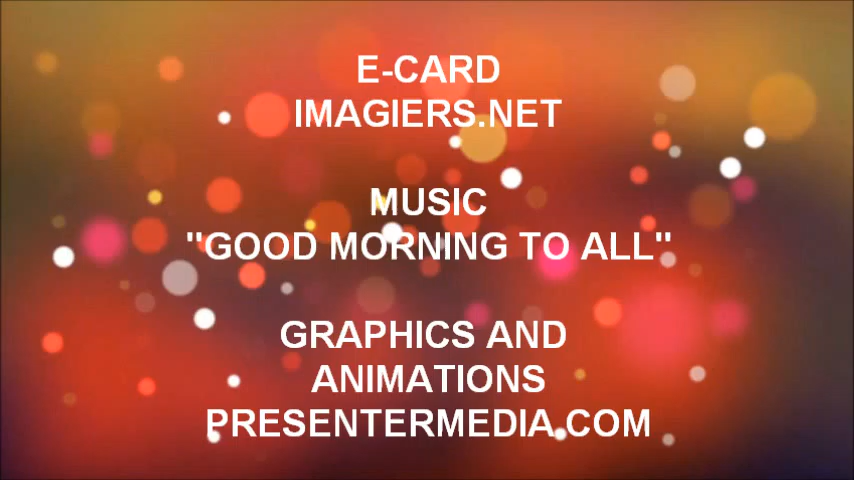 E-CARD
IMAGIERS.NET
MUSIC
"GOOD MORNING TO ALL"
GRAPHICS AND
ANIMATIONS
PRESENTERMEDIA.COM